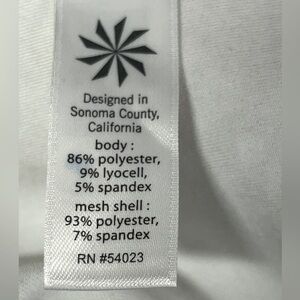 Designed in
Sonoma County,
California
body :
86% polyester,
9% lyocell,
5% spandex
mesh shell :
93% polyester,
7% spandex
RN #54023